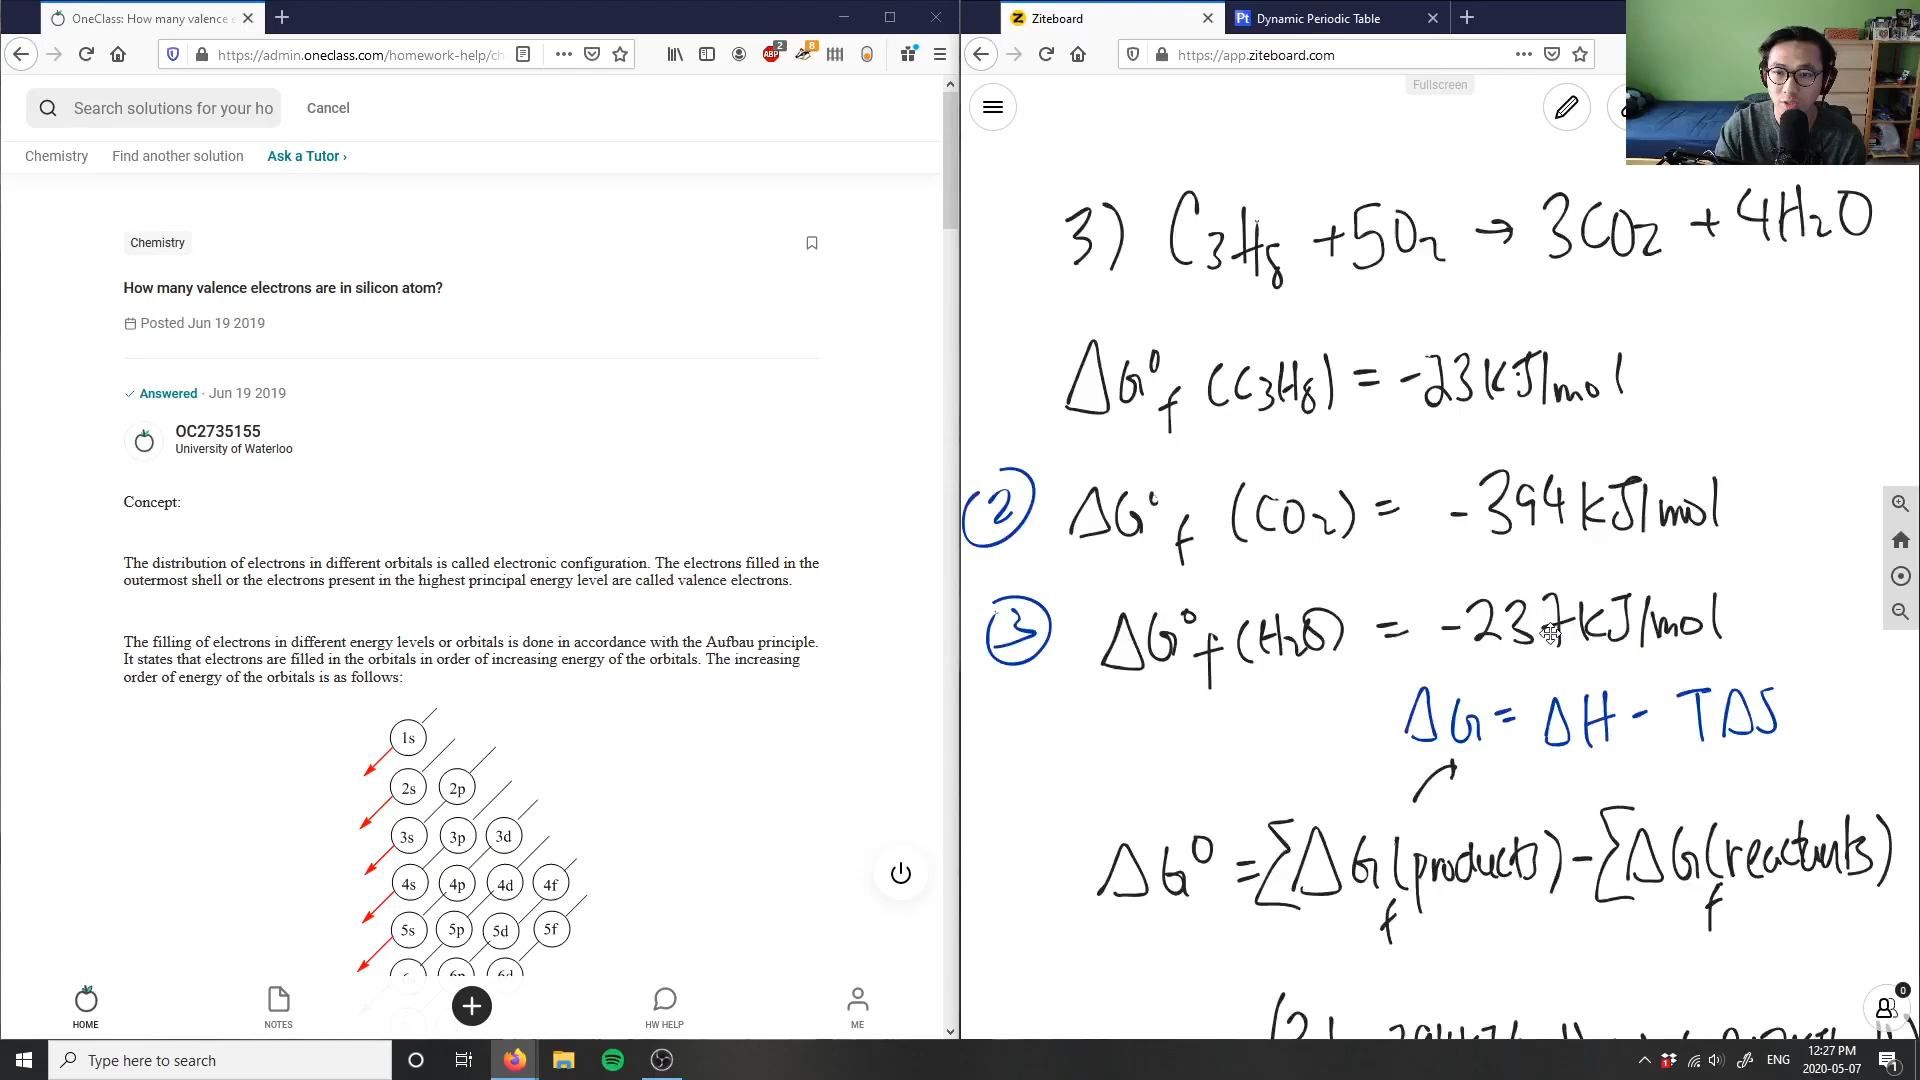 OneClass: How many valence e
https://admin.oneclass.com/homework-help/ch
ABP
2
8
Search solutions for your ho
Cancel
Chemistry
Find another solution
Ask a Tutor ›
Chemistry
How many valence electrons are in silicon atom?
Posted Jun 19 2019
Answered · Jun 19 2019
OC2735155
University of Waterloo
Concept:
The distribution of electrons in different orbitals is called electronic configuration. The electrons filled in the
outermost shell or the electrons present in the highest principal energy level are called valence electrons.
The filling of electrons in different energy levels or orbitals is done in accordance with the Aufbau principle.
It states that electrons are filled in the orbitals in order of increasing energy of the orbitals. The increasing
order of energy of the orbitals is as follows:
1s
2s 2p
3s 3p 3d
4s 4p 4d 4f
5s 5p 5d 5f
6p 6d
HOME
NOTES
HW HELP
ME
Ziteboard
Pt Dynamic Periodic Table
https://app.ziteboard.com
Fullscreen
3) C3H8 + 5O2 → 3CO2 + 4H2O
ΔG°f (C3H8) = -23 kJ/mol
② ΔG°f (CO2) = -394 kJ/mol
③ ΔG°f (H2O) = -237 kJ/mol
ΔG = ΔH - TΔS
ΔG° = ΣΔGf (products) - ΣΔGf (reactants)
0
Type here to search
ENG
12:27 PM
2020-05-07
1